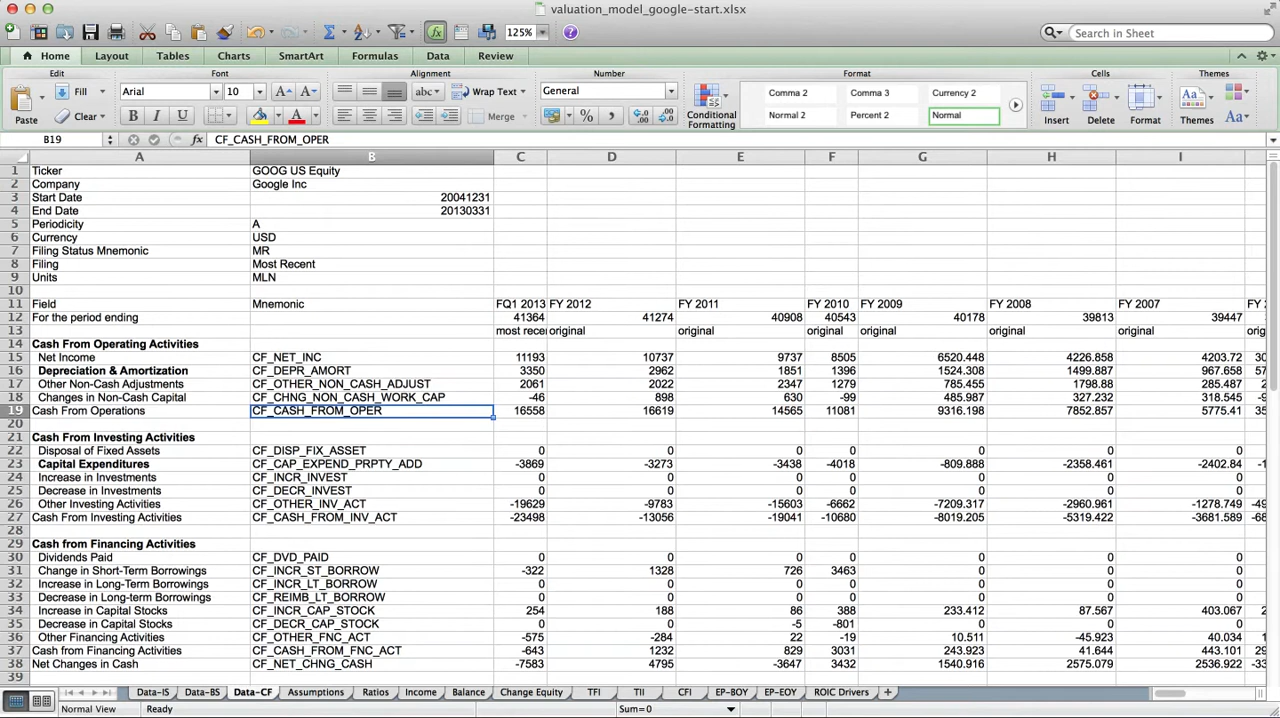 valuation_model_google-start.xlsx
125%
Search in Sheet
Home Layout Tables Charts SmartArt Formulas Data Review
Edit Font Alignment Number Format Cells Themes
Fill Arial 10 abc Wrap Text General Comma 2 Comma 3 Currency 2
Paste Clear B I U A Merge % Conditional Formatting Normal 2 Percent 2 Normal Insert Delete Format Themes Aa
B19 fx CF_CASH_FROM_OPER
A B C D E F G H I
1 Ticker GOOG US Equity
2 Company Google Inc
3 Start Date 20041231
4 End Date 20130331
5 Periodicity A
6 Currency USD
7 Filing Status Mnemonic MR
8 Filing Most Recent
9 Units MLN
10
11 Field Mnemonic FQ1 2013 FY 2012 FY 2011 FY 2010 FY 2009 FY 2008 FY 2007
12 For the period ending 41364 41274 40908 40543 40178 39813 39447
13 most rece original original original original original original
14 Cash From Operating Activities
15 Net Income CF_NET_INC 11193 10737 9737 8505 6520.448 4226.858 4203.72
16 Depreciation & Amortization CF_DEPR_AMORT 3350 2962 1851 1396 1524.308 1499.887 967.658
17 Other Non-Cash Adjustments CF_OTHER_NON_CASH_ADJUST 2061 2022 2347 1279 785.455 1798.88 285.487
18 Changes in Non-Cash Capital CF_CHNG_NON_CASH_WORK_CAP -46 898 630 -99 485.987 327.232 318.545
19 Cash From Operations CF_CASH_FROM_OPER 16558 16619 14565 11081 9316.198 7852.857 5775.41
20
21 Cash From Investing Activities
22 Disposal of Fixed Assets CF_DISP_FIX_ASSET 0 0 0 0 0 0 0
23 Capital Expenditures CF_CAP_EXPEND_PRPTY_ADD -3869 -3273 -3438 -4018 -809.888 -2358.461 -2402.84
24 Increase in Investments CF_INCR_INVEST 0 0 0 0 0 0 0
25 Decrease in Investments CF_DECR_INVEST 0 0 0 0 0 0 0
26 Other Investing Activities CF_OTHER_INV_ACT -19629 -9783 -15603 -6662 -7209.317 -2960.961 -1278.749
27 Cash From Investing Activities CF_CASH_FROM_INV_ACT -23498 -13056 -19041 -10680 -8019.205 -5319.422 -3681.589
28
29 Cash from Financing Activities
30 Dividends Paid CF_DVD_PAID 0 0 0 0 0 0 0
31 Change in Short-Term Borrowings CF_INCR_ST_BORROW -322 1328 726 3463 0 0 0
32 Increase in Long-Term Borrowings CF_INCR_LT_BORROW 0 0 0 0 0 0 0
33 Decrease in Long-term Borrowings CF_REIMB_LT_BORROW 0 0 0 0 0 0 0
34 Increase in Capital Stocks CF_INCR_CAP_STOCK 254 188 86 388 233.412 87.567 403.067
35 Decrease in Capital Stocks CF_DECR_CAP_STOCK 0 0 -5 -801 0 0 0
36 Other Financing Activities CF_OTHER_FNC_ACT -575 -284 22 -19 10.511 -45.923 40.034
37 Cash from Financing Activities CF_CASH_FROM_FNC_ACT -643 1232 829 3031 243.923 41.644 443.101
38 Net Changes in Cash CF_NET_CHNG_CASH -7583 4795 -3647 3432 1540.916 2575.079 2536.922
39
Data-IS Data-BS Data-CF Assumptions Ratios Income Balance Change Equity TFI TII CFI EP-BOY EP-EOY ROIC Drivers +
Normal View Ready Sum=0